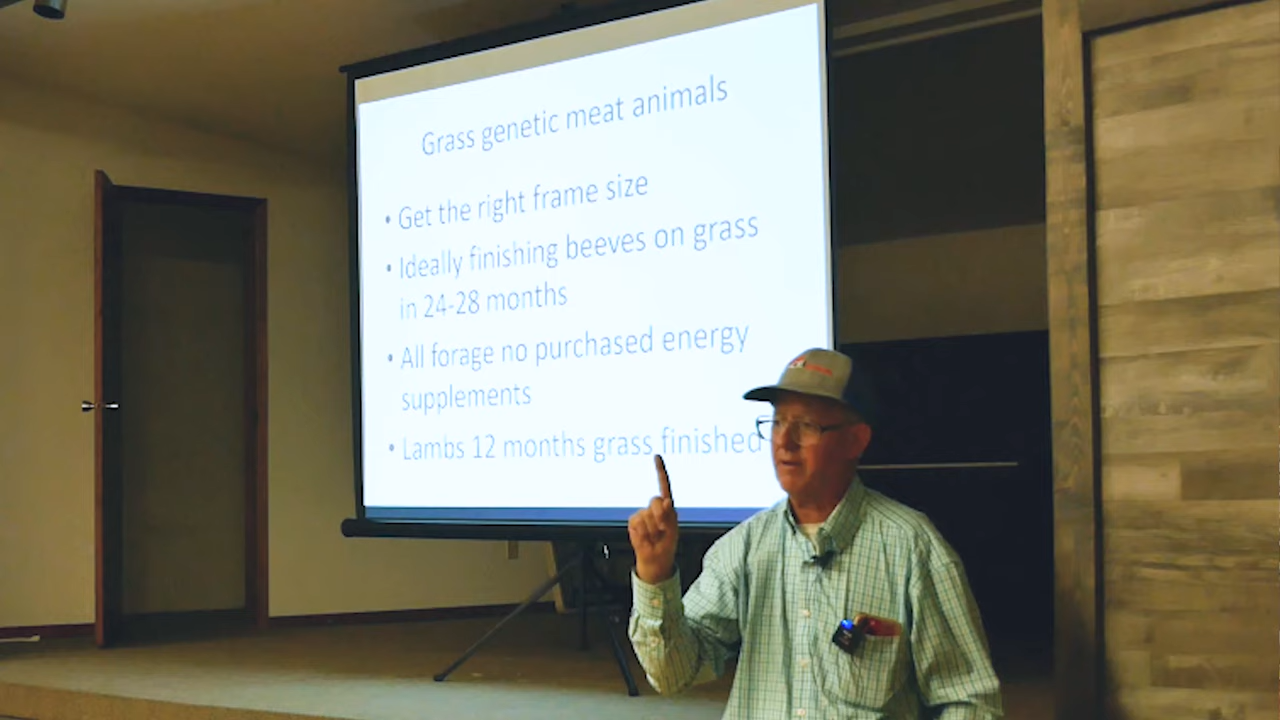 Grass genetic meat animals
• Get the right frame size
• Ideally finishing beeves on grass
in 24-28 months
• All forage no purchased energy
supplements
• Lambs 12 months grass finished